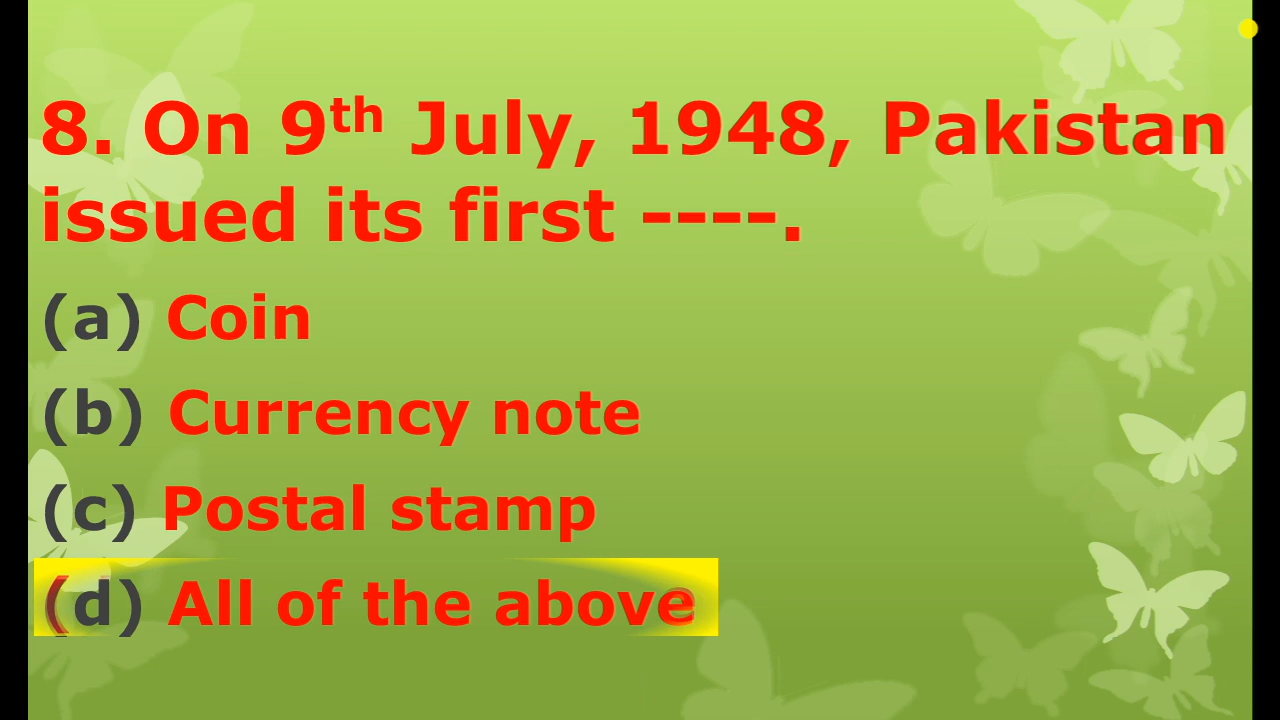 8. On 9th July, 1948, Pakistan
issued its first ----.
(a) Coin
(b) Currency note
(c) Postal stamp
(d) All of the above